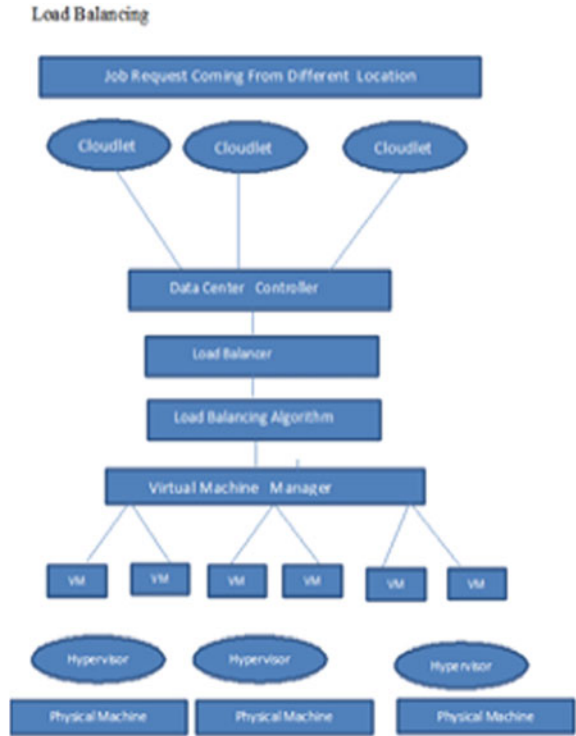 Load Balancing
Job Request Coming From Different Location
Cloudlet
Cloudlet
Cloudlet
Data Center Controller
Load Balancer
Load Balancing Algorithm
Virtual Machine Manager
VM
VM
VM
VM
VM
VM
Hypervisor
Hypervisor
Hypervisor
Physical Machine
Physical Machine
Physical Machine